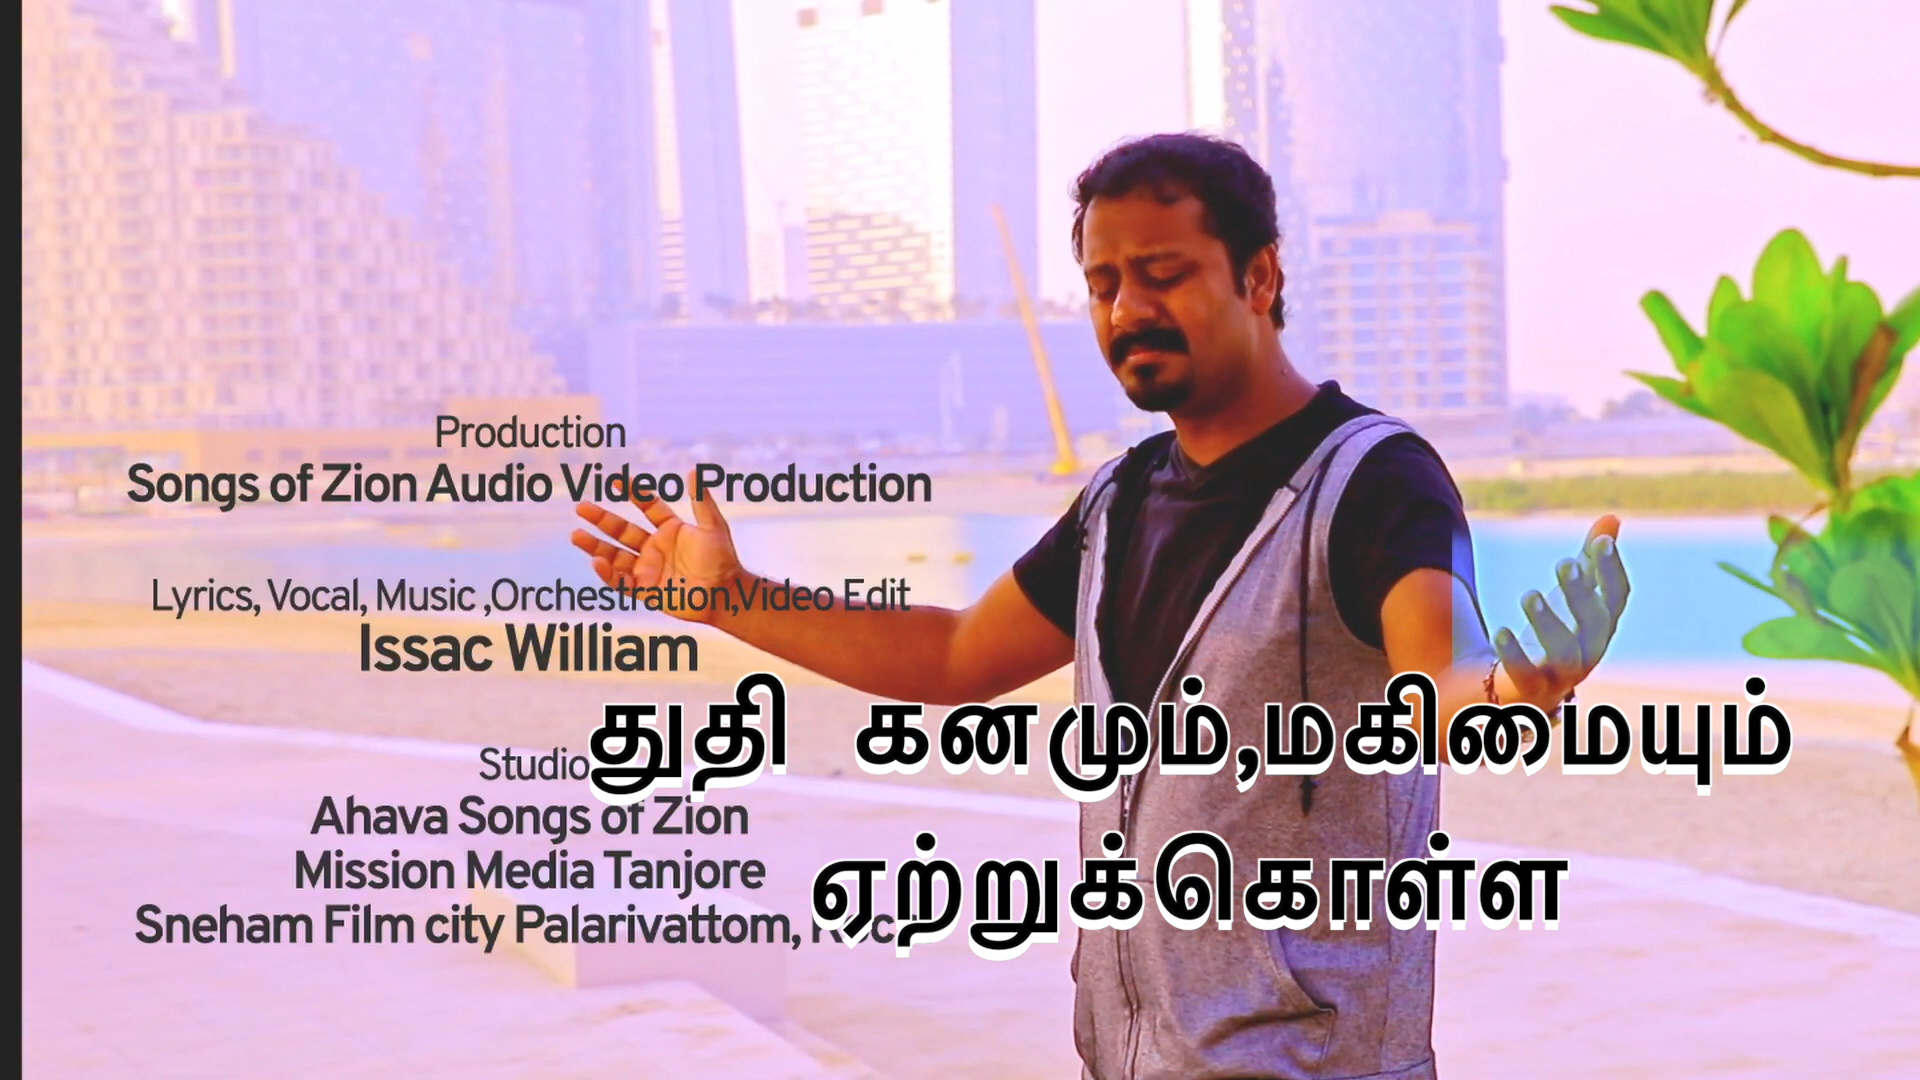 Production
Songs of Zion Audio Video Production
Lyrics, Vocal, Music ,Orchestration,Video Edit
Issac William
துதி கனமும்,மகிமையும்
Studio
Ahava Songs of Zion
Mission Media Tanjore
ஏற்றுக்கொள்ள
Sneham Film city Palarivattom,